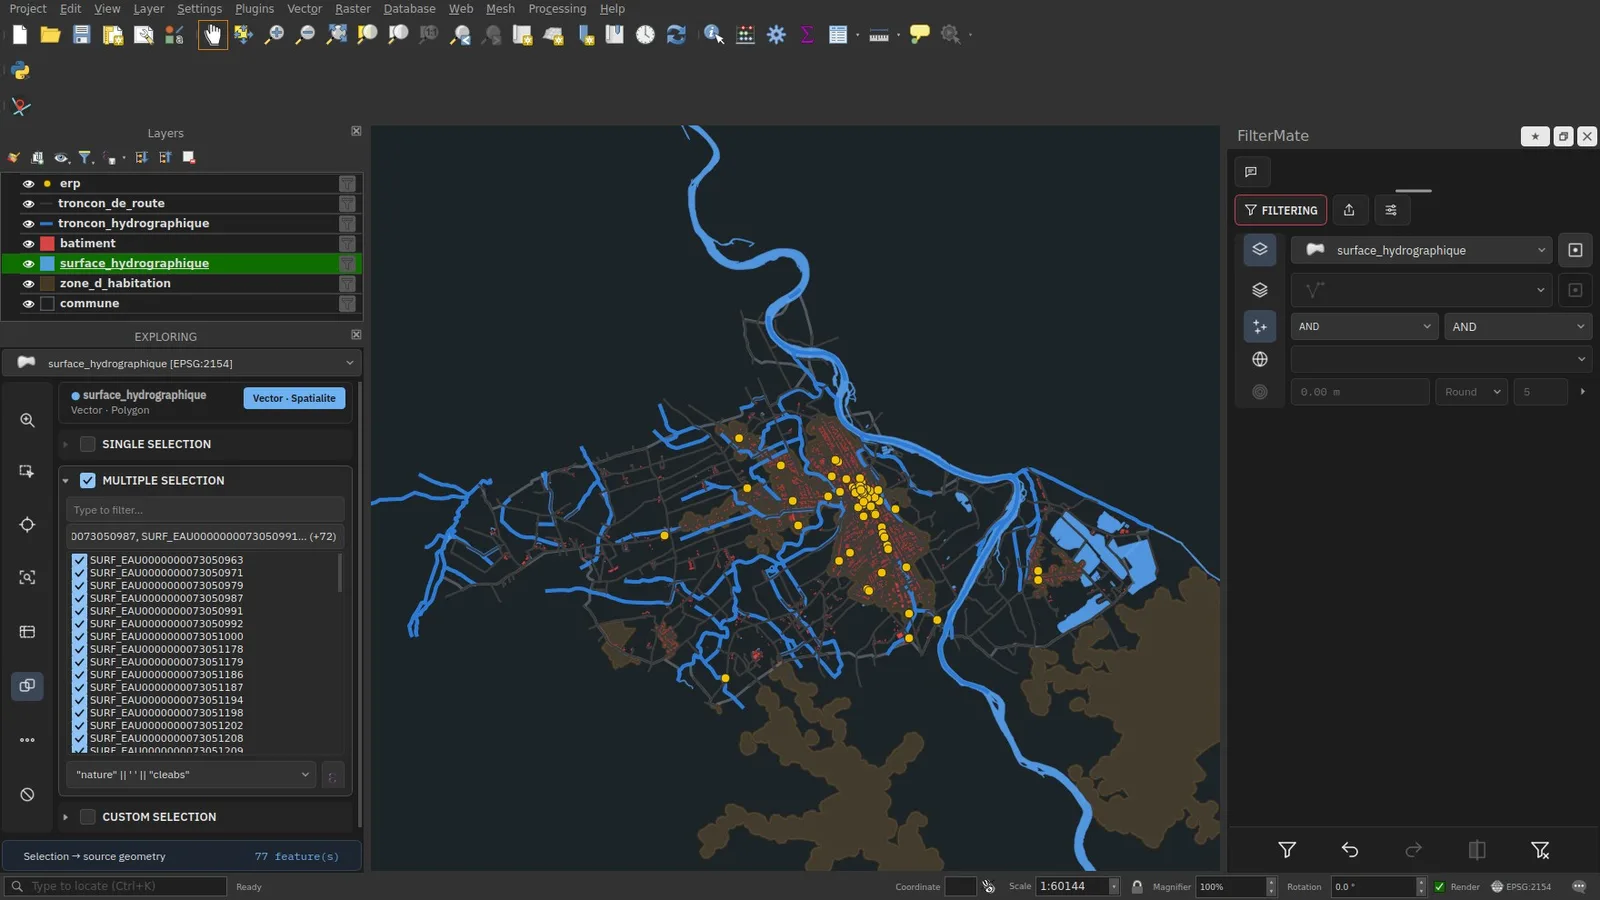 Project Edit View Layer Settings Plugins Vector Raster Database Web Mesh Processing Help
Layers
erp
troncon_de_route
troncon_hydrographique
batiment
surface_hydrographique
zone_d_habitation
commune
EXPLORING
surface_hydrographique [EPSG:2154]
surface_hydrographique
Vector · Polygon
Vector · Spatialite
SINGLE SELECTION
MULTIPLE SELECTION
Type to filter...
0073050987, SURF_EAU0000000073050991... (+72)
SURF_EAU0000000073050963
SURF_EAU0000000073050971
SURF_EAU0000000073050979
SURF_EAU0000000073050987
SURF_EAU0000000073050991
SURF_EAU0000000073050992
SURF_EAU0000000073051000
SURF_EAU0000000073051178
SURF_EAU0000000073051179
SURF_EAU0000000073051186
SURF_EAU0000000073051187
SURF_EAU0000000073051194
SURF_EAU0000000073051198
SURF_EAU0000000073051202
SURF_EAU0000000073051208
SURF_EAU0000000073051209
"nature" || ' ' || "cleabs"
CUSTOM SELECTION
Selection → source geometry 77 feature(s)
FilterMate
FILTERING
surface_hydrographique
AND AND
0.00 m Round 5
Type to locate (Ctrl+K) Ready Coordinate Scale 1:60144 Magnifier 100% Rotation 0.0 ° Render EPSG:2154